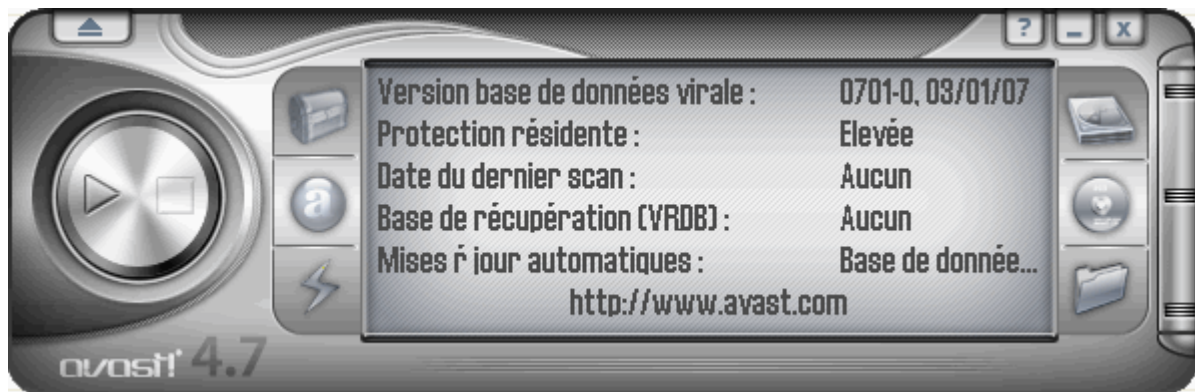 ?
Version base de données virale : 0701-0, 03/01/07
Protection résidente : Elevée
Date du dernier scan : Aucun
Base de récupération (VRDB) : Aucun
Mises ŕ jour automatiques : Base de donnée...
http://www.avast.com
a
avast! 4.7